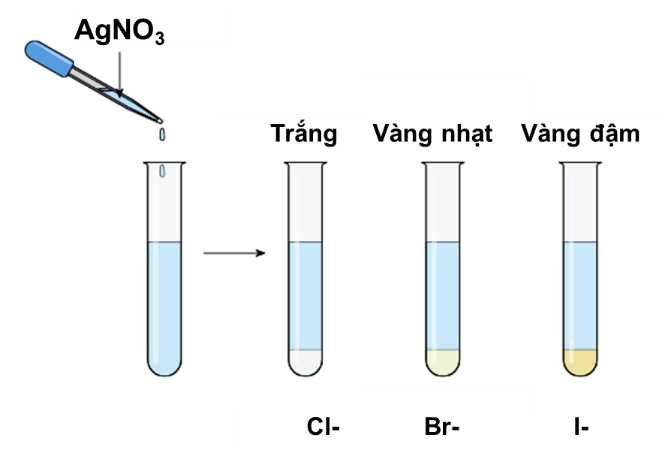 AgNO₃
Trắng Vàng nhạt Vàng đậm
Cl- Br- I-